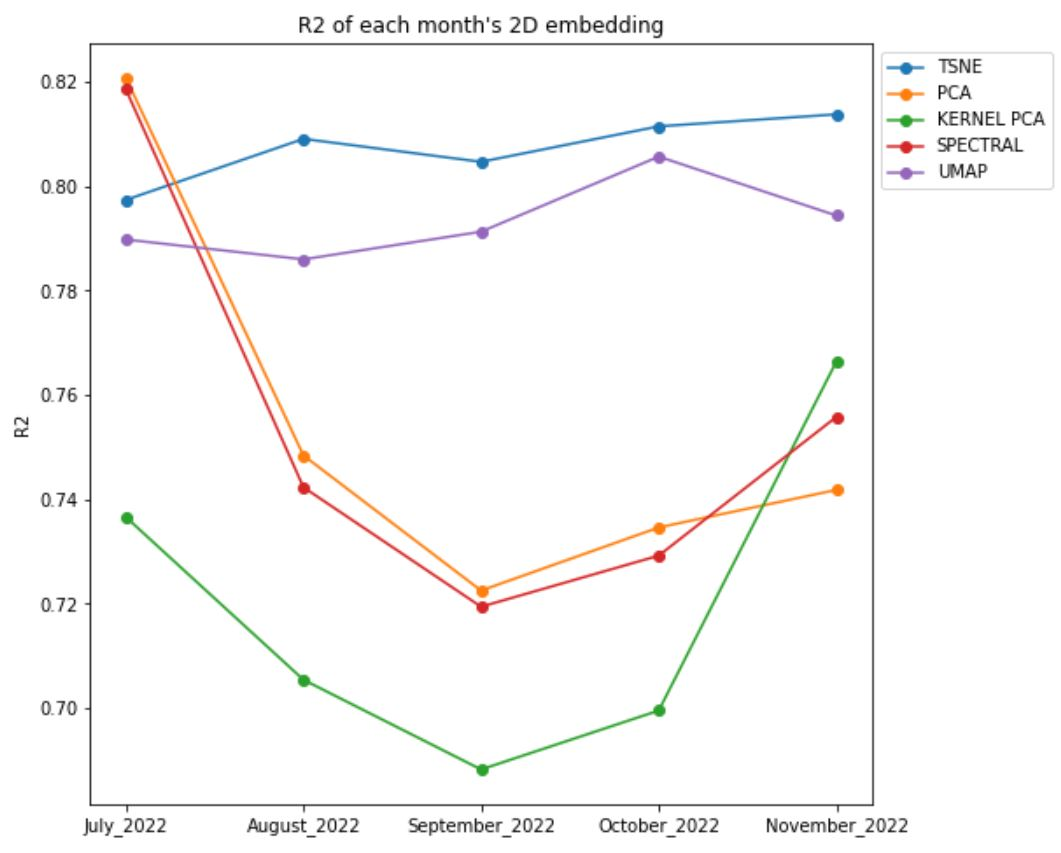 R2 of each month's 2D embedding
TSNE
PCA
KERNEL PCA
SPECTRAL
UMAP
0.82
0.80
0.78
0.76
0.74
0.72
0.70
R2
July_2022
August_2022
September_2022
October_2022
November_2022